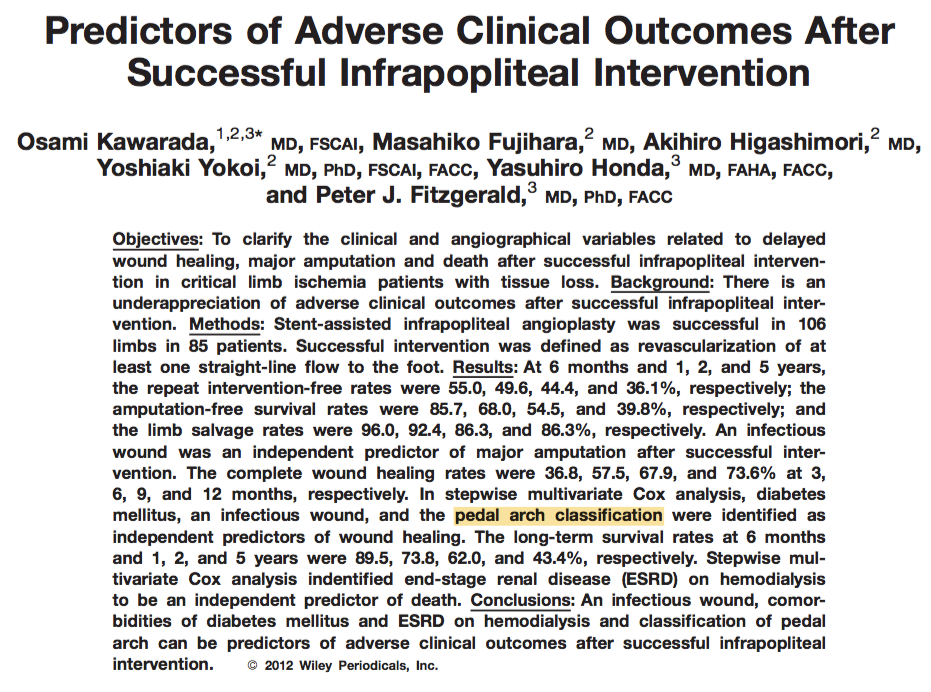 Predictors of Adverse Clinical Outcomes After
Successful Infrapopliteal Intervention
Osami Kawarada,1,2,3* MD, FSCAI, Masahiko Fujihara,2 MD, Akihiro Higashimori,2 MD,
Yoshiaki Yokoi,2 MD, PhD, FSCAI, FACC, Yasuhiro Honda,3 MD, FAHA, FACC,
and Peter J. Fitzgerald,3 MD, PhD, FACC
Objectives: To clarify the clinical and angiographical variables related to delayed
wound healing, major amputation and death after successful infrapopliteal interven-
tion in critical limb ischemia patients with tissue loss. Background: There is an
underappreciation of adverse clinical outcomes after successful infrapopliteal inter-
vention. Methods: Stent-assisted infrapopliteal angioplasty was successful in 106
limbs in 85 patients. Successful intervention was defined as revascularization of at
least one straight-line flow to the foot. Results: At 6 months and 1, 2, and 5 years,
the repeat intervention-free rates were 55.0, 49.6, 44.4, and 36.1%, respectively; the
amputation-free survival rates were 85.7, 68.0, 54.5, and 39.8%, respectively; and
the limb salvage rates were 96.0, 92.4, 86.3, and 86.3%, respectively. An infectious
wound was an independent predictor of major amputation after successful inter-
vention. The complete wound healing rates were 36.8, 57.5, 67.9, and 73.6% at 3,
6, 9, and 12 months, respectively. In stepwise multivariate Cox analysis, diabetes
mellitus, an infectious wound, and the pedal arch classification were identified as
independent predictors of wound healing. The long-term survival rates at 6 months
and 1, 2, and 5 years were 89.5, 73.8, 62.0, and 43.4%, respectively. Stepwise mul-
tivariate Cox analysis indentified end-stage renal disease (ESRD) on hemodialysis
to be an independent predictor of death. Conclusions: An infectious wound, comor-
bidities of diabetes mellitus and ESRD on hemodialysis and classification of pedal
arch can be predictors of adverse clinical outcomes after successful infrapopliteal
intervention. © 2012 Wiley Periodicals, Inc.